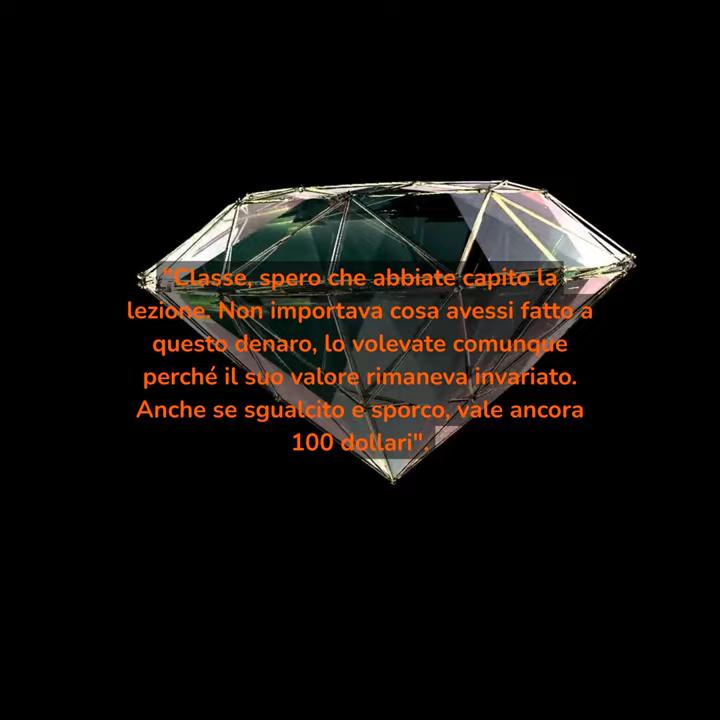 "Classe, spero che abbiate capito la
lezione. Non importava cosa avessi fatto a
questo denaro, lo volevate comunque
perché il suo valore rimaneva invariato.
Anche se sgualcito e sporco, vale ancora
100 dollari".